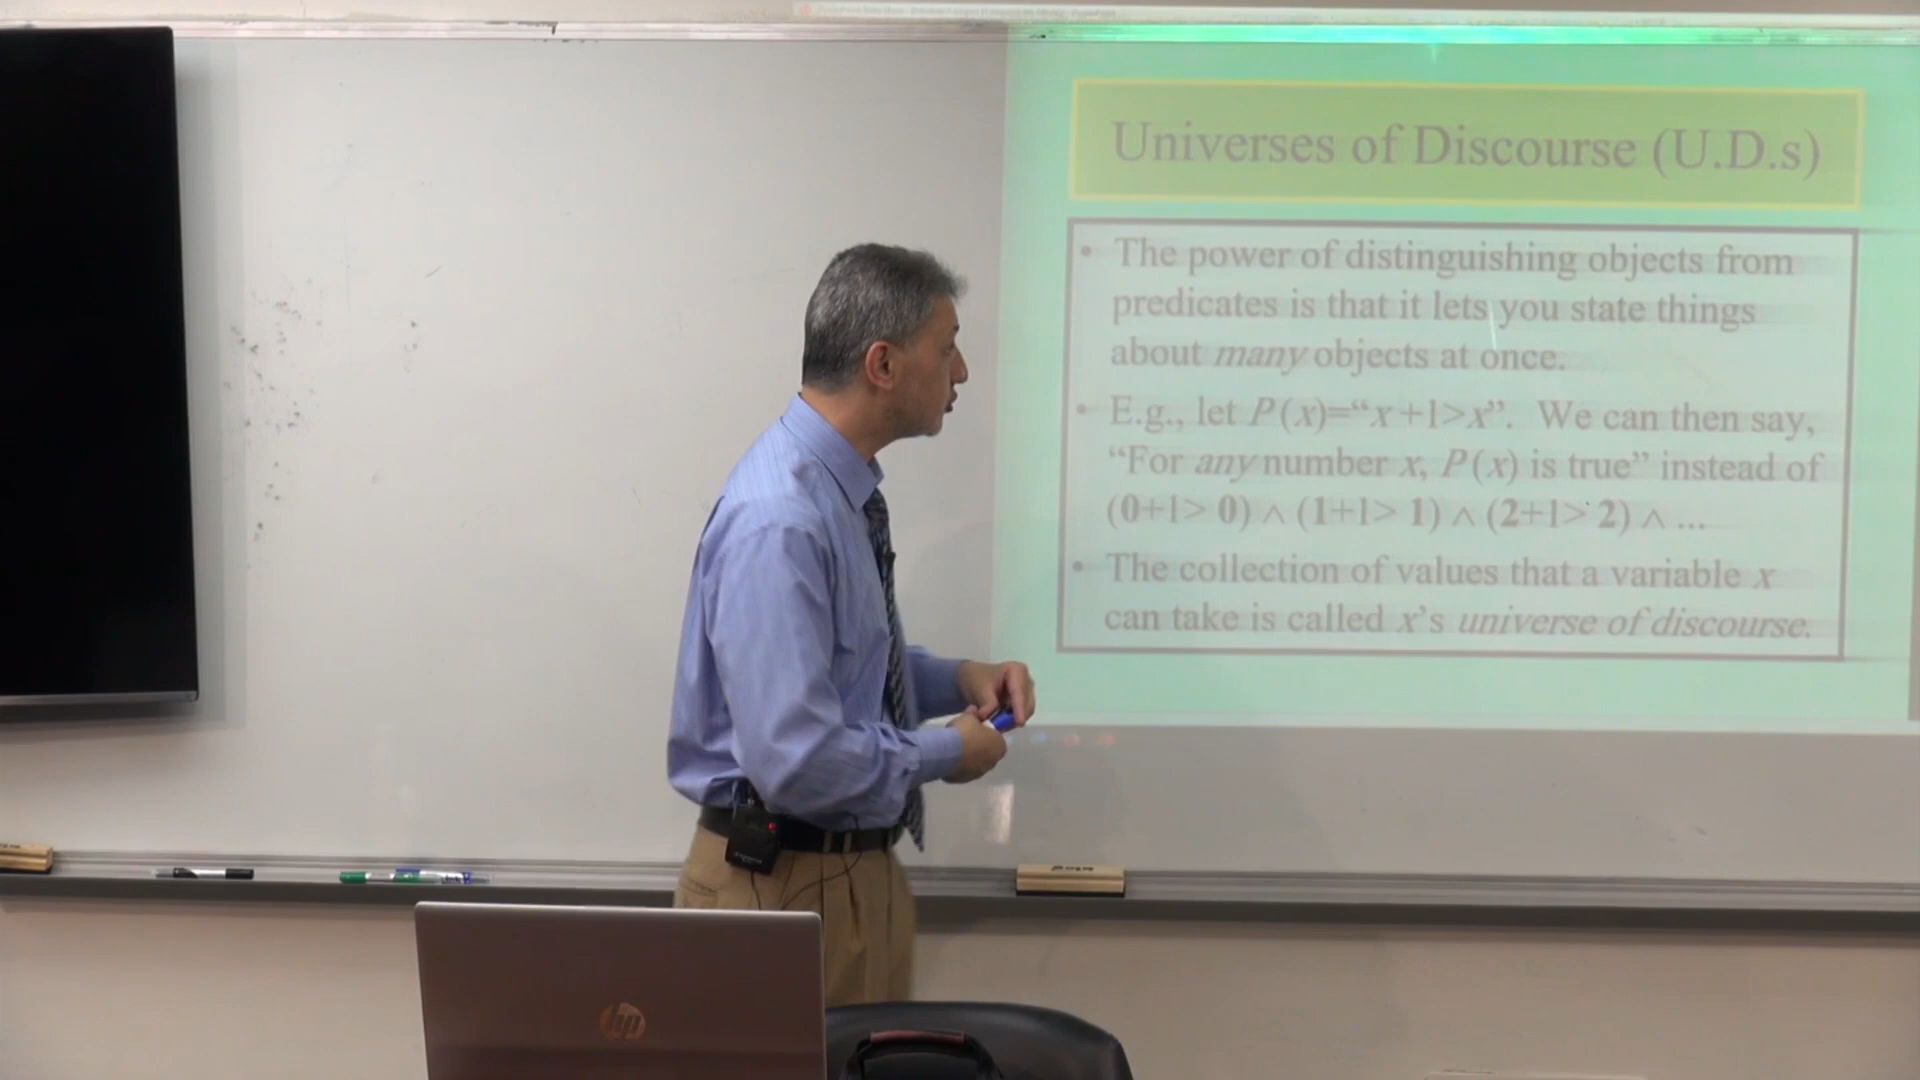 Universes of Discourse (U.D.s)
• The power of distinguishing objects from
predicates is that it lets you state things
about many objects at once.
• E.g., let P(x)=“x+1>x”. We can then say,
“For any number x, P(x) is true” instead of
(0+1> 0) ∧ (1+1> 1) ∧ (2+1> 2) ∧ ...
• The collection of values that a variable x
can take is called x’s universe of discourse.
hp